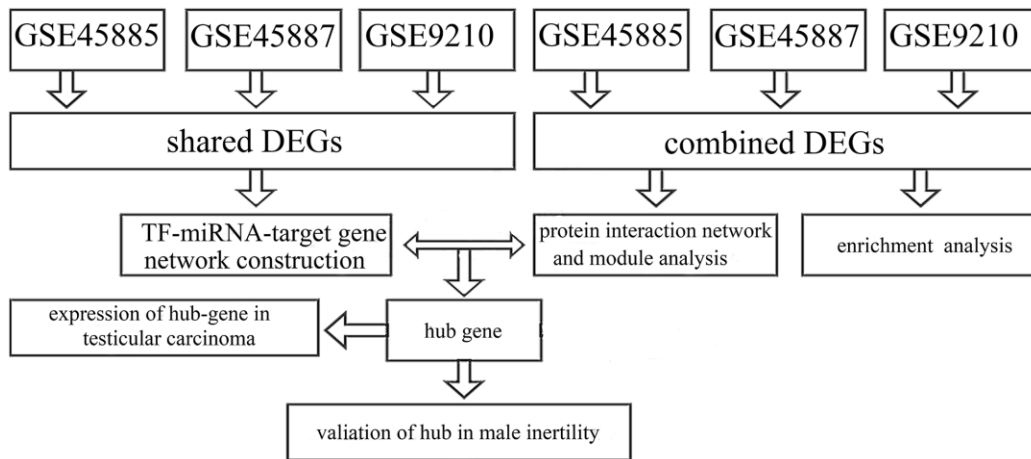 GSE45885
GSE45887
GSE9210
GSE45885
GSE45887
GSE9210
shared DEGs
combined DEGs
TF-miRNA-target gene
network construction
protein interaction network
and module analysis
enrichment analysis
expression of hub-gene in
testicular carcinoma
hub gene
valiation of hub in male inertility